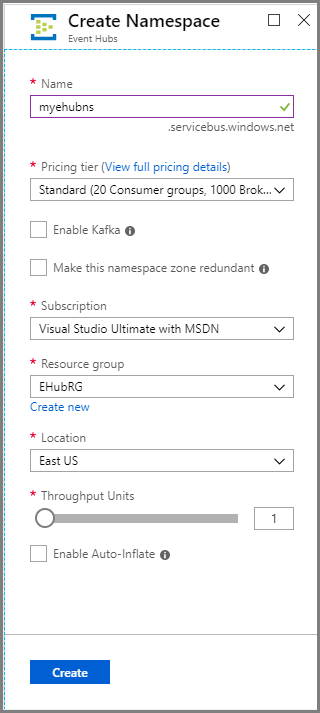 Create Namespace
Event Hubs
* Name
myehubns
.servicebus.windows.net
* Pricing tier (View full pricing details)
Standard (20 Consumer groups, 1000 Brok...
Enable Kafka
Make this namespace zone redundant
* Subscription
Visual Studio Ultimate with MSDN
* Resource group
EHubRG
Create new
* Location
East US
* Throughput Units
1
Enable Auto-Inflate
Create